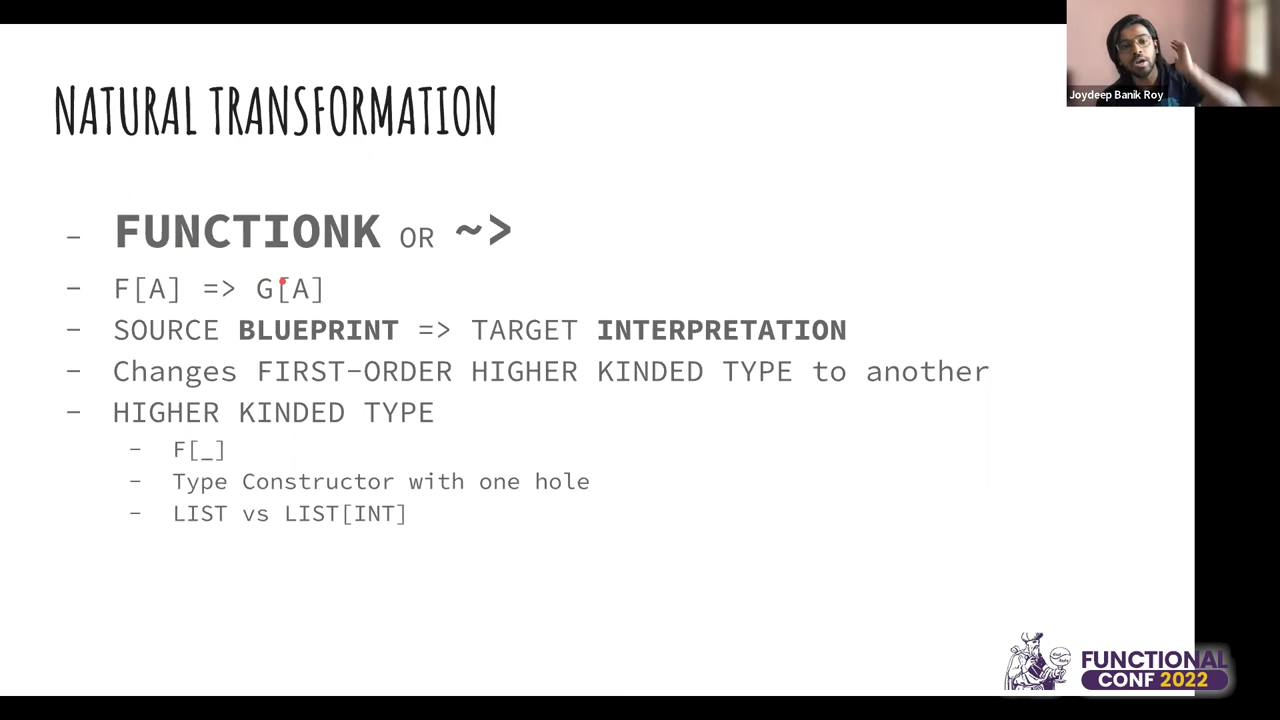 NATURAL TRANSFORMATION
- FUNCTIONK OR ~>
- F[A] => G[A]
- SOURCE BLUEPRINT => TARGET INTERPRETATION
- Changes FIRST-ORDER HIGHER KINDED TYPE to another
- HIGHER KINDED TYPE
- F[_]
- Type Constructor with one hole
- LIST vs LIST[INT]
Joydeep Banik Roy
FUNCTIONAL
CONF 2022